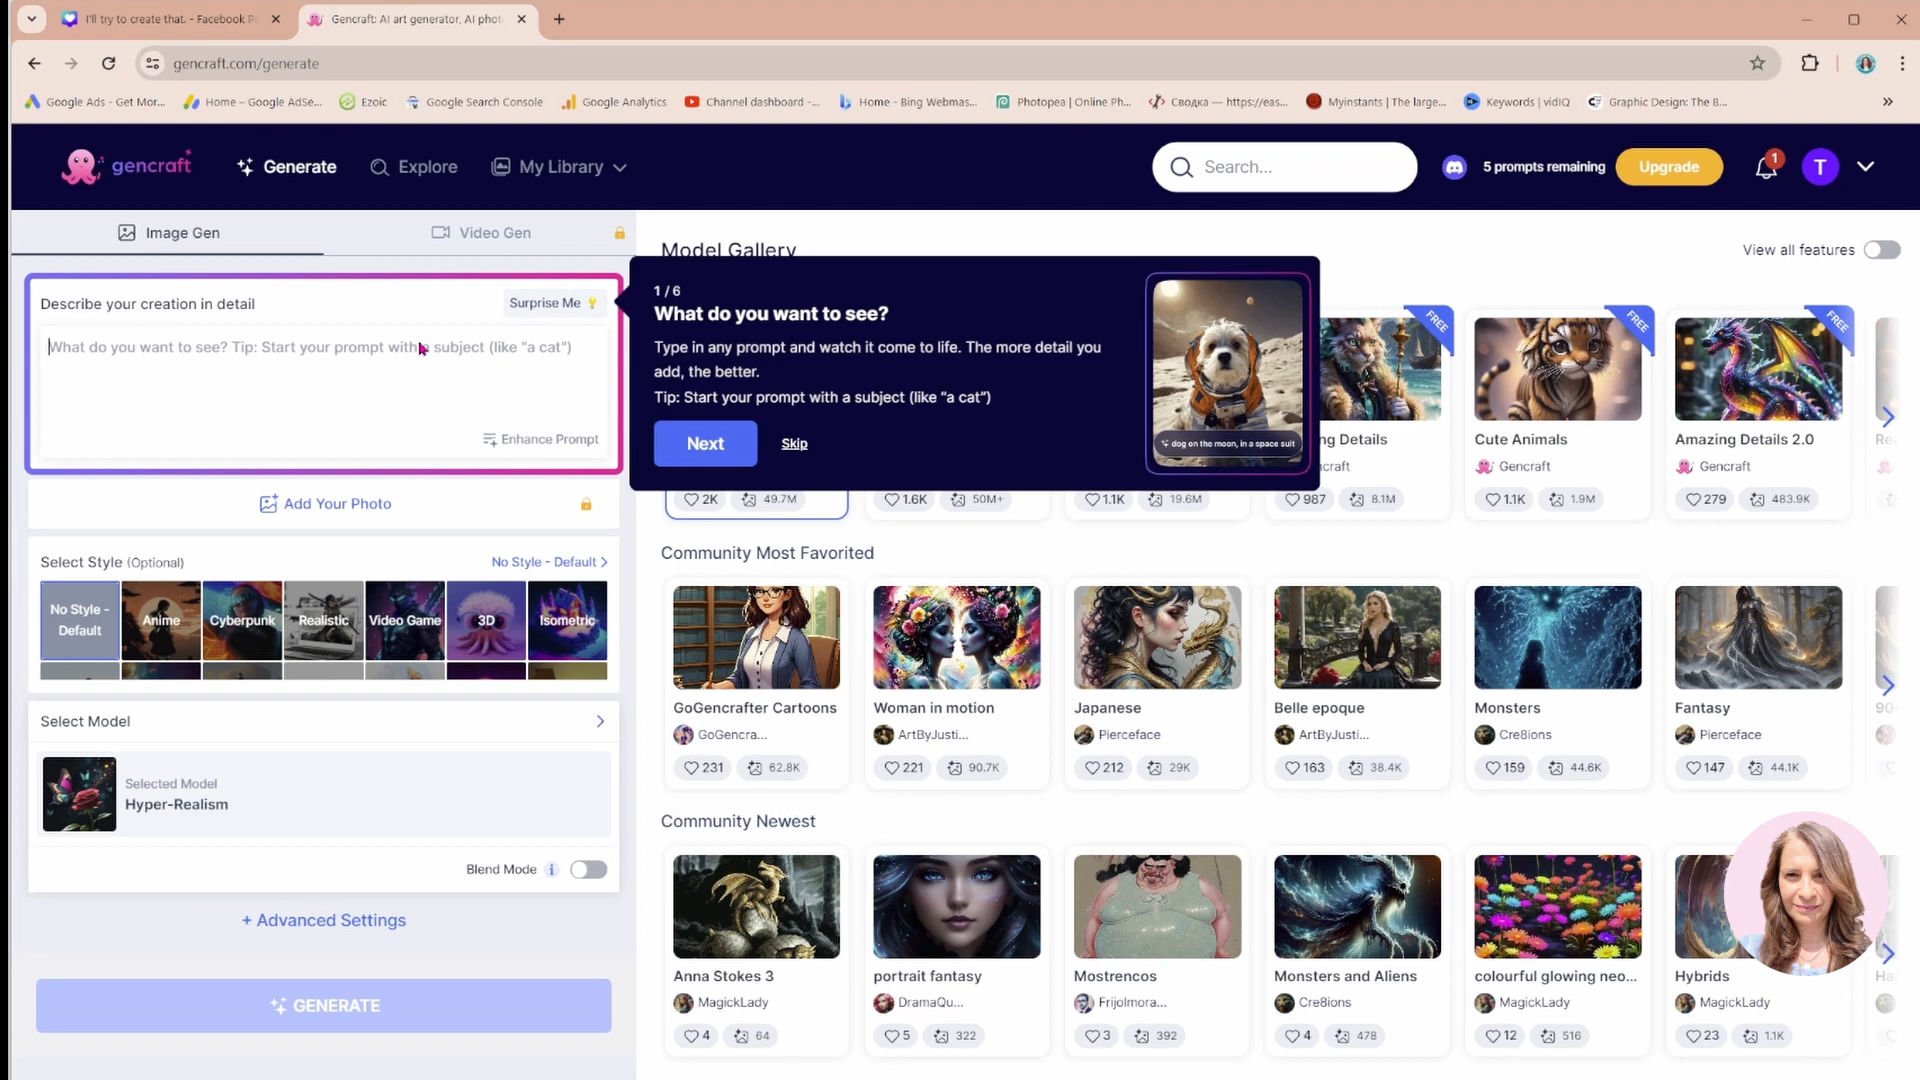 I'll try to create that. - Facebook Po
Gencraft: AI art generator, AI phot
gencraft.com/generate
Google Ads - Get Mor...
Home – Google AdSe...
Ezoic
Google Search Console
Google Analytics
Channel dashboard -...
Home - Bing Webmas...
Photopea | Online Ph...
Сводка — https://eas...
Myinstants | The large...
Keywords | vidIQ
Graphic Design: The B...
gencraft
Generate
Explore
My Library
Search...
5 prompts remaining
Upgrade
1
T
Image Gen
Video Gen
Describe your creation in detail
Surprise Me
What do you want to see? Tip: Start your prompt with a subject (like "a cat")
Enhance Prompt
Add Your Photo
Select Style (Optional)
No Style - Default
No Style -
Default
Anime
Cyberpunk
Realistic
Video Game
3D
Isometric
Select Model
Selected Model
Hyper-Realism
Blend Mode
+ Advanced Settings
GENERATE
Model Gallery
View all features
1 / 6
What do you want to see?
Type in any prompt and watch it come to life. The more detail you
add, the better.
Tip: Start your prompt with a subject (like “a cat”)
Next
Skip
dog on the moon, in a space suit
FREE
FREE
FREE
ng Details
Cute Animals
Amazing Details 2.0
craft
Gencraft
Gencraft
2K 49.7M
1.6K 50M+
1.1K 19.6M
987 8.1M
1.1K 1.9M
279 483.9K
Community Most Favorited
GoGencrafter Cartoons
Woman in motion
Japanese
Belle epoque
Monsters
Fantasy
90
GoGencra...
ArtByJusti...
Pierceface
ArtByJusti...
Cre8ions
Pierceface
231 62.8K
221 90.7K
212 29K
163 38.4K
159 44.6K
147 44.1K
Community Newest
Anna Stokes 3
portrait fantasy
Mostrencos
Monsters and Aliens
colourful glowing neo...
Hybrids
Ha
MagickLady
DramaQu...
Frijolmora...
Cre8ions
MagickLady
MagickLady
4 64
5 322
3 392
4 478
12 516
23 1.1K